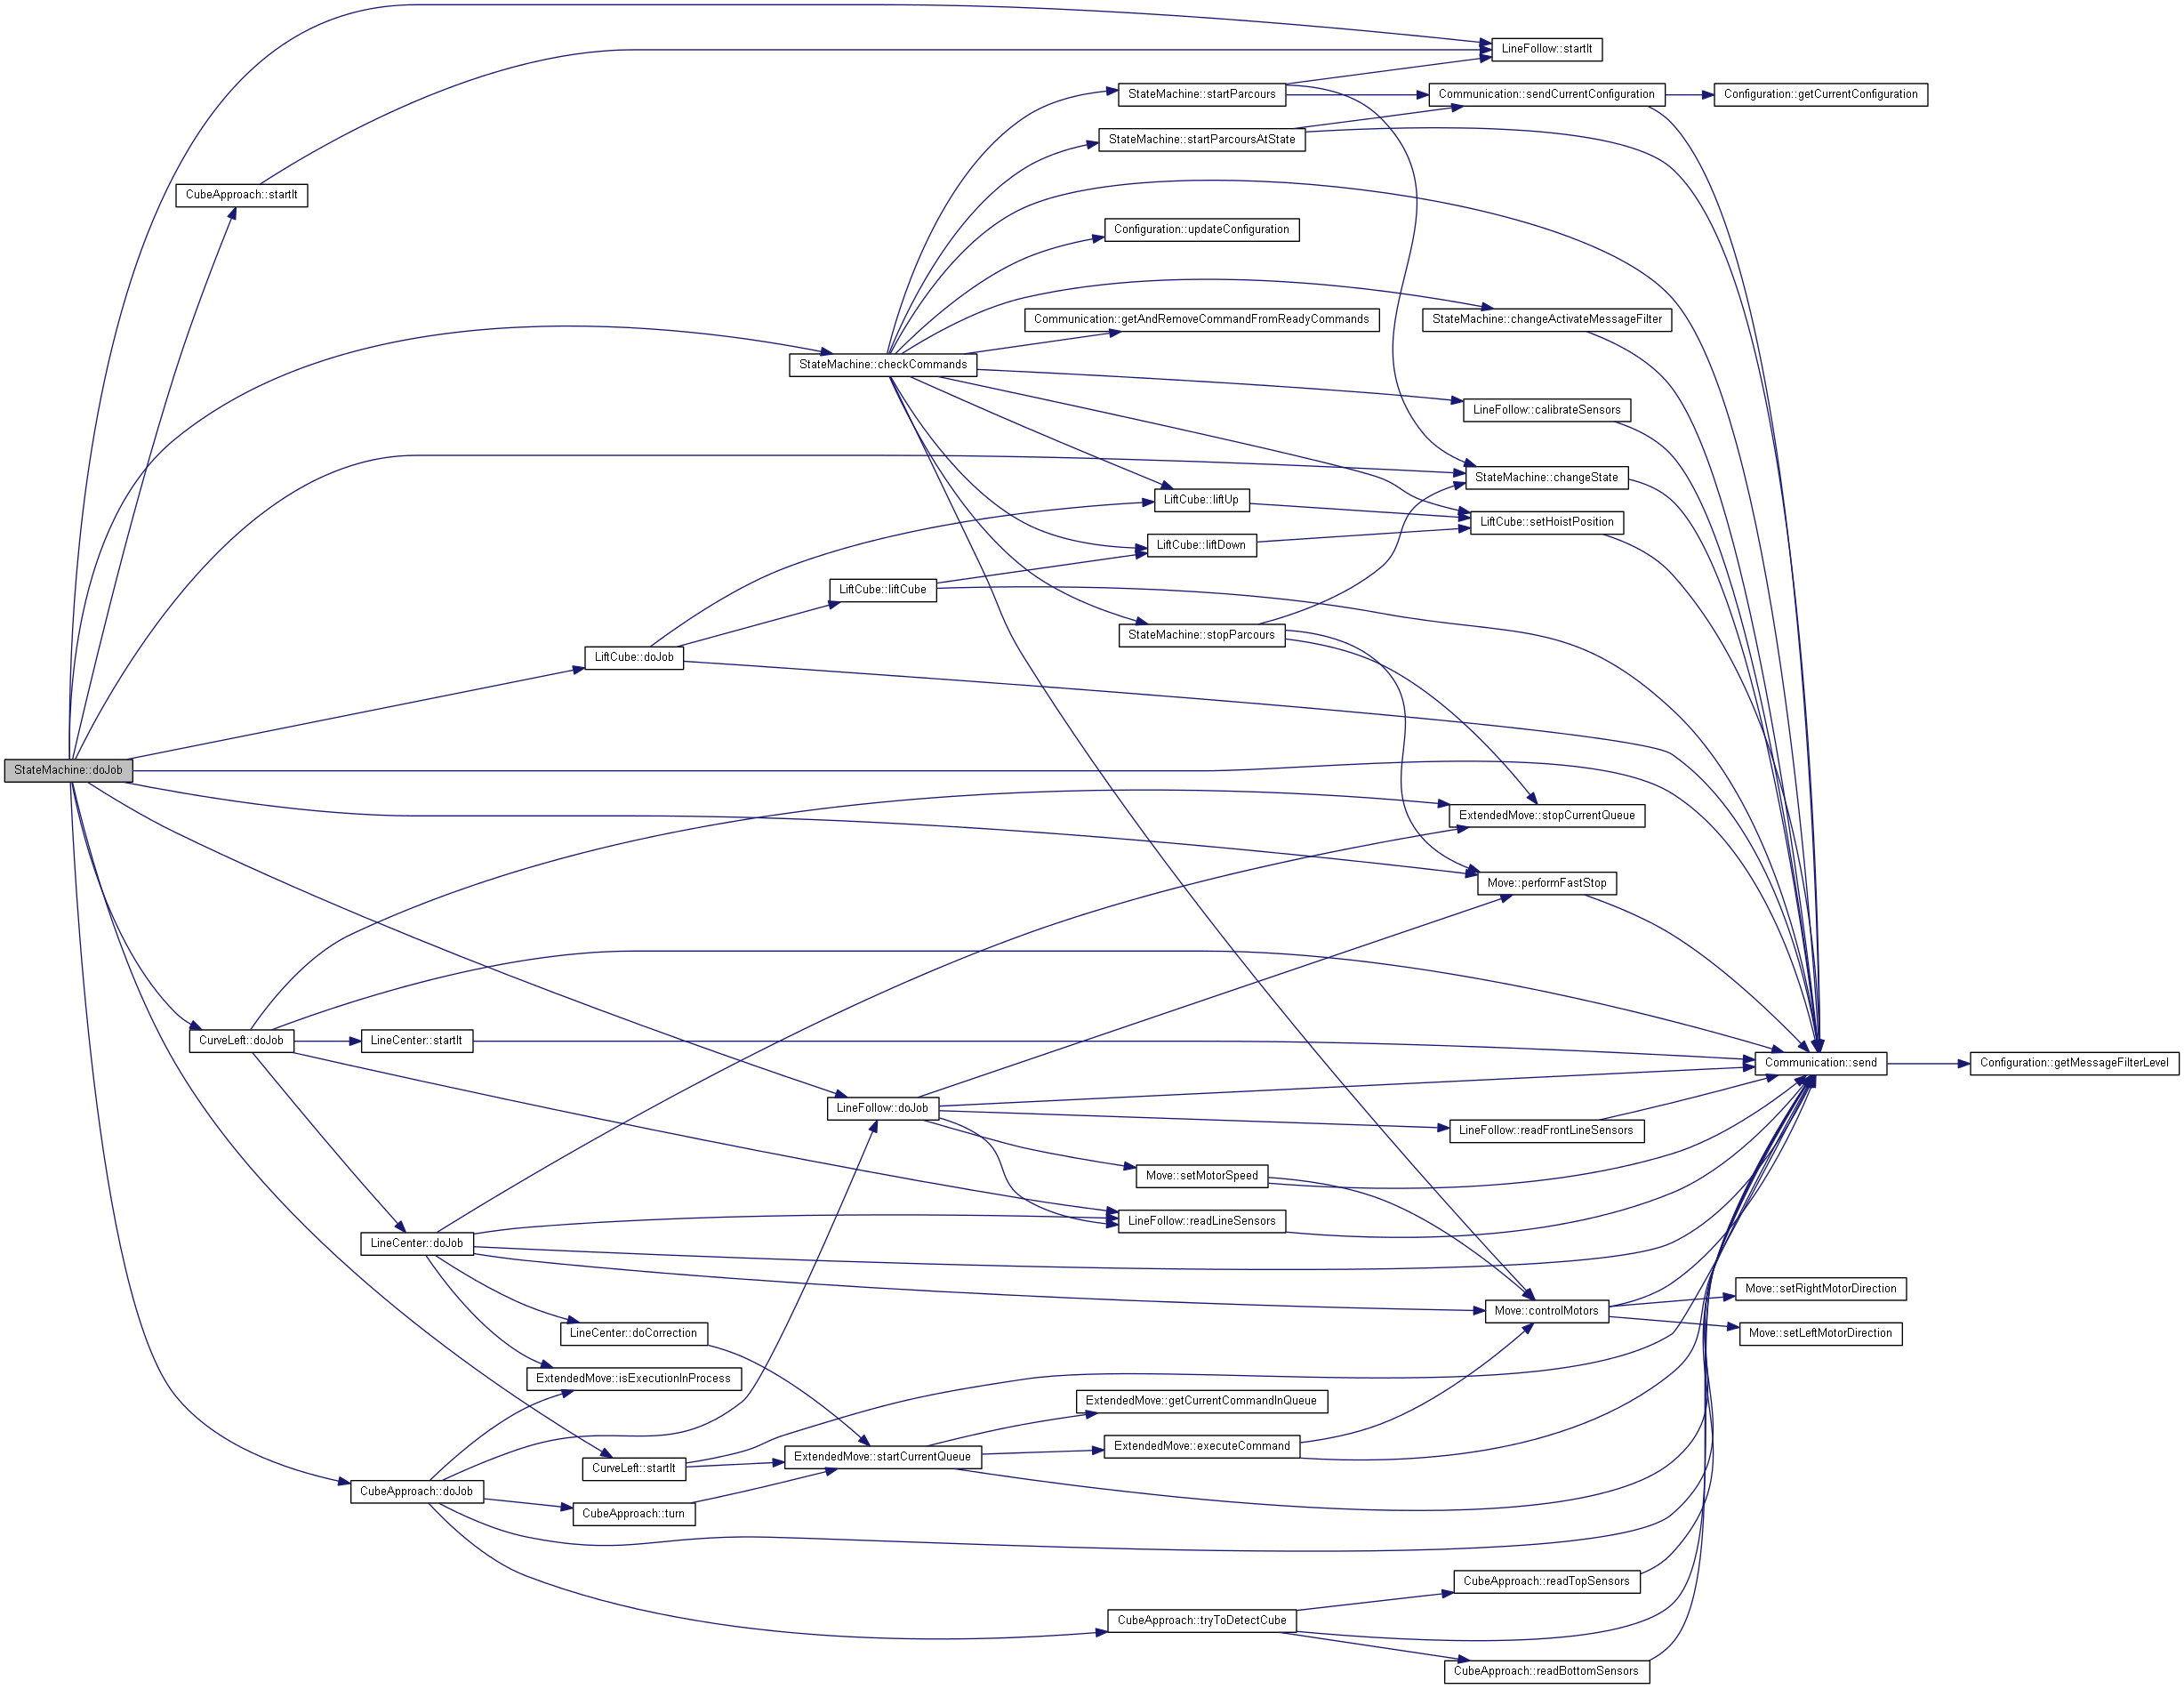 LineFollow::startIt
StateMachine::startParcours
Communication::sendCurrentConfiguration
Configuration::getCurrentConfiguration
StateMachine::startParcoursAtState
CubeApproach::startIt
Configuration::updateConfiguration
Communication::getAndRemoveCommandFromReadyCommands
StateMachine::changeActivateMessageFilter
StateMachine::checkCommands
LineFollow::calibrateSensors
StateMachine::changeState
LiftCube::liftUp
LiftCube::setHoistPosition
LiftCube::liftDown
LiftCube::liftCube
StateMachine::stopParcours
LiftCube::doJob
StateMachine::doJob
ExtendedMove::stopCurrentQueue
Move::performFastStop
CurveLeft::doJob
LineCenter::startIt
Communication::send
Configuration::getMessageFilterLevel
LineFollow::doJob
LineFollow::readFrontLineSensors
Move::setMotorSpeed
LineFollow::readLineSensors
LineCenter::doJob
Move::setRightMotorDirection
Move::controlMotors
Move::setLeftMotorDirection
LineCenter::doCorrection
ExtendedMove::isExecutionInProcess
ExtendedMove::getCurrentCommandInQueue
ExtendedMove::executeCommand
ExtendedMove::startCurrentQueue
CurveLeft::startIt
CubeApproach::doJob
CubeApproach::turn
CubeApproach::readTopSensors
CubeApproach::tryToDetectCube
CubeApproach::readBottomSensors